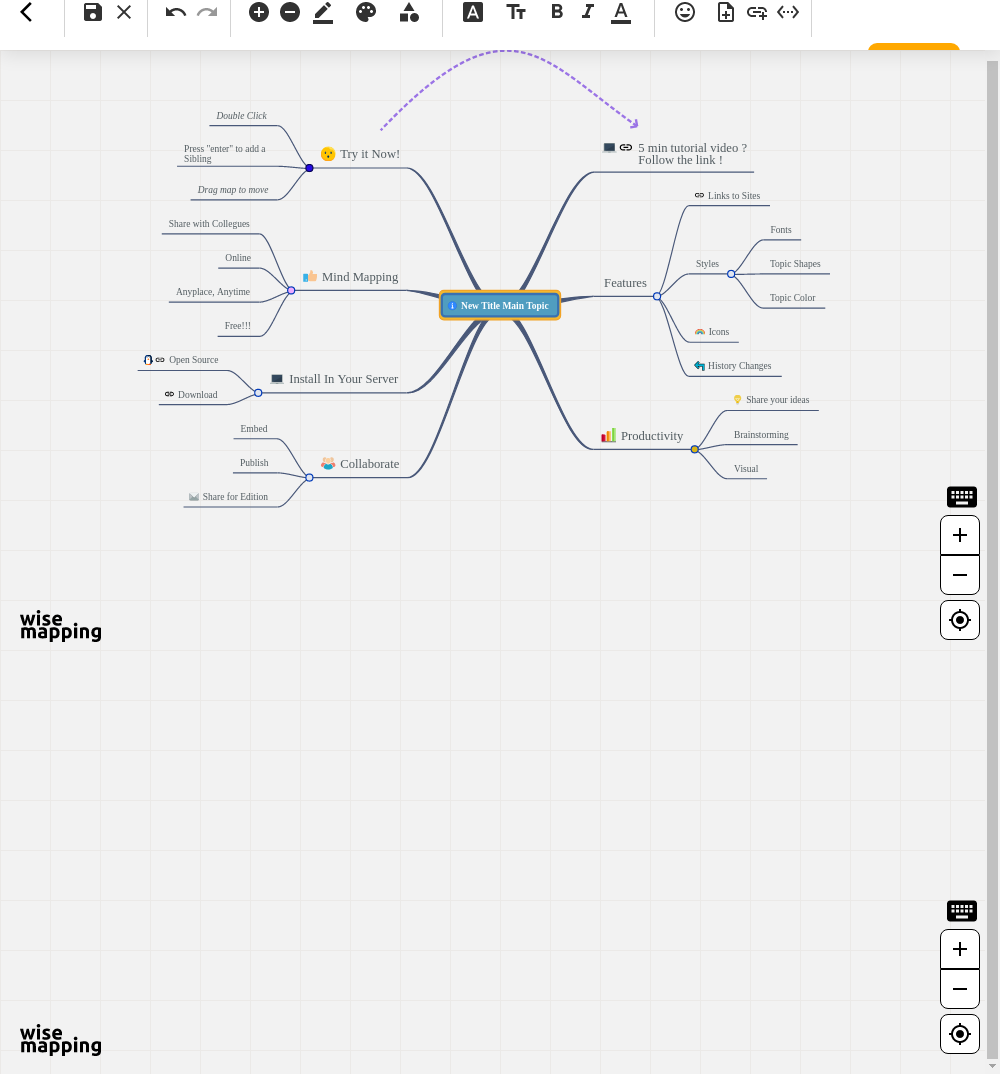 Double Click
Press "enter" to add a
Sibling
Drag map to move
Try it Now!
5 min tutorial video ?
Follow the link !
Links to Sites
Fonts
Styles
Topic Shapes
Topic Color
Features
Icons
History Changes
Share with Collegues
Online
Anyplace, Anytime
Free!!!
Mind Mapping
New Title Main Topic
Open Source
Download
Install In Your Server
Embed
Publish
Share for Edition
Collaborate
Productivity
Share your ideas
Brainstorming
Visual
wise
mapping
wise
mapping